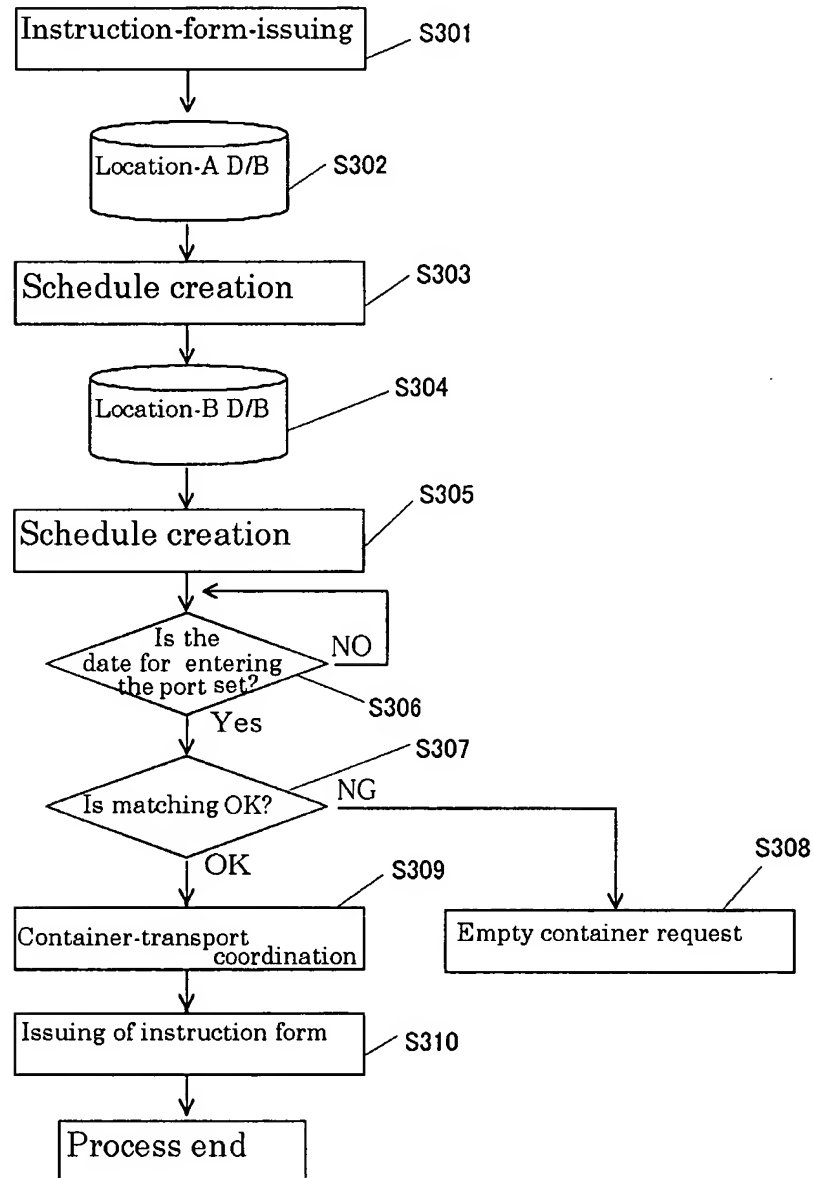 Instruction-form-issuing
S301
Location-A D/B
S302
Schedule creation
S303
Location-B D/B
S304
Schedule creation
S305
Is the
date for entering
the port set?
NO
S306
Yes
Is matching OK?
S307
NG
OK
S308
Empty container request
S309
Container-transport
coordination
Issuing of instruction form
S310
Process end